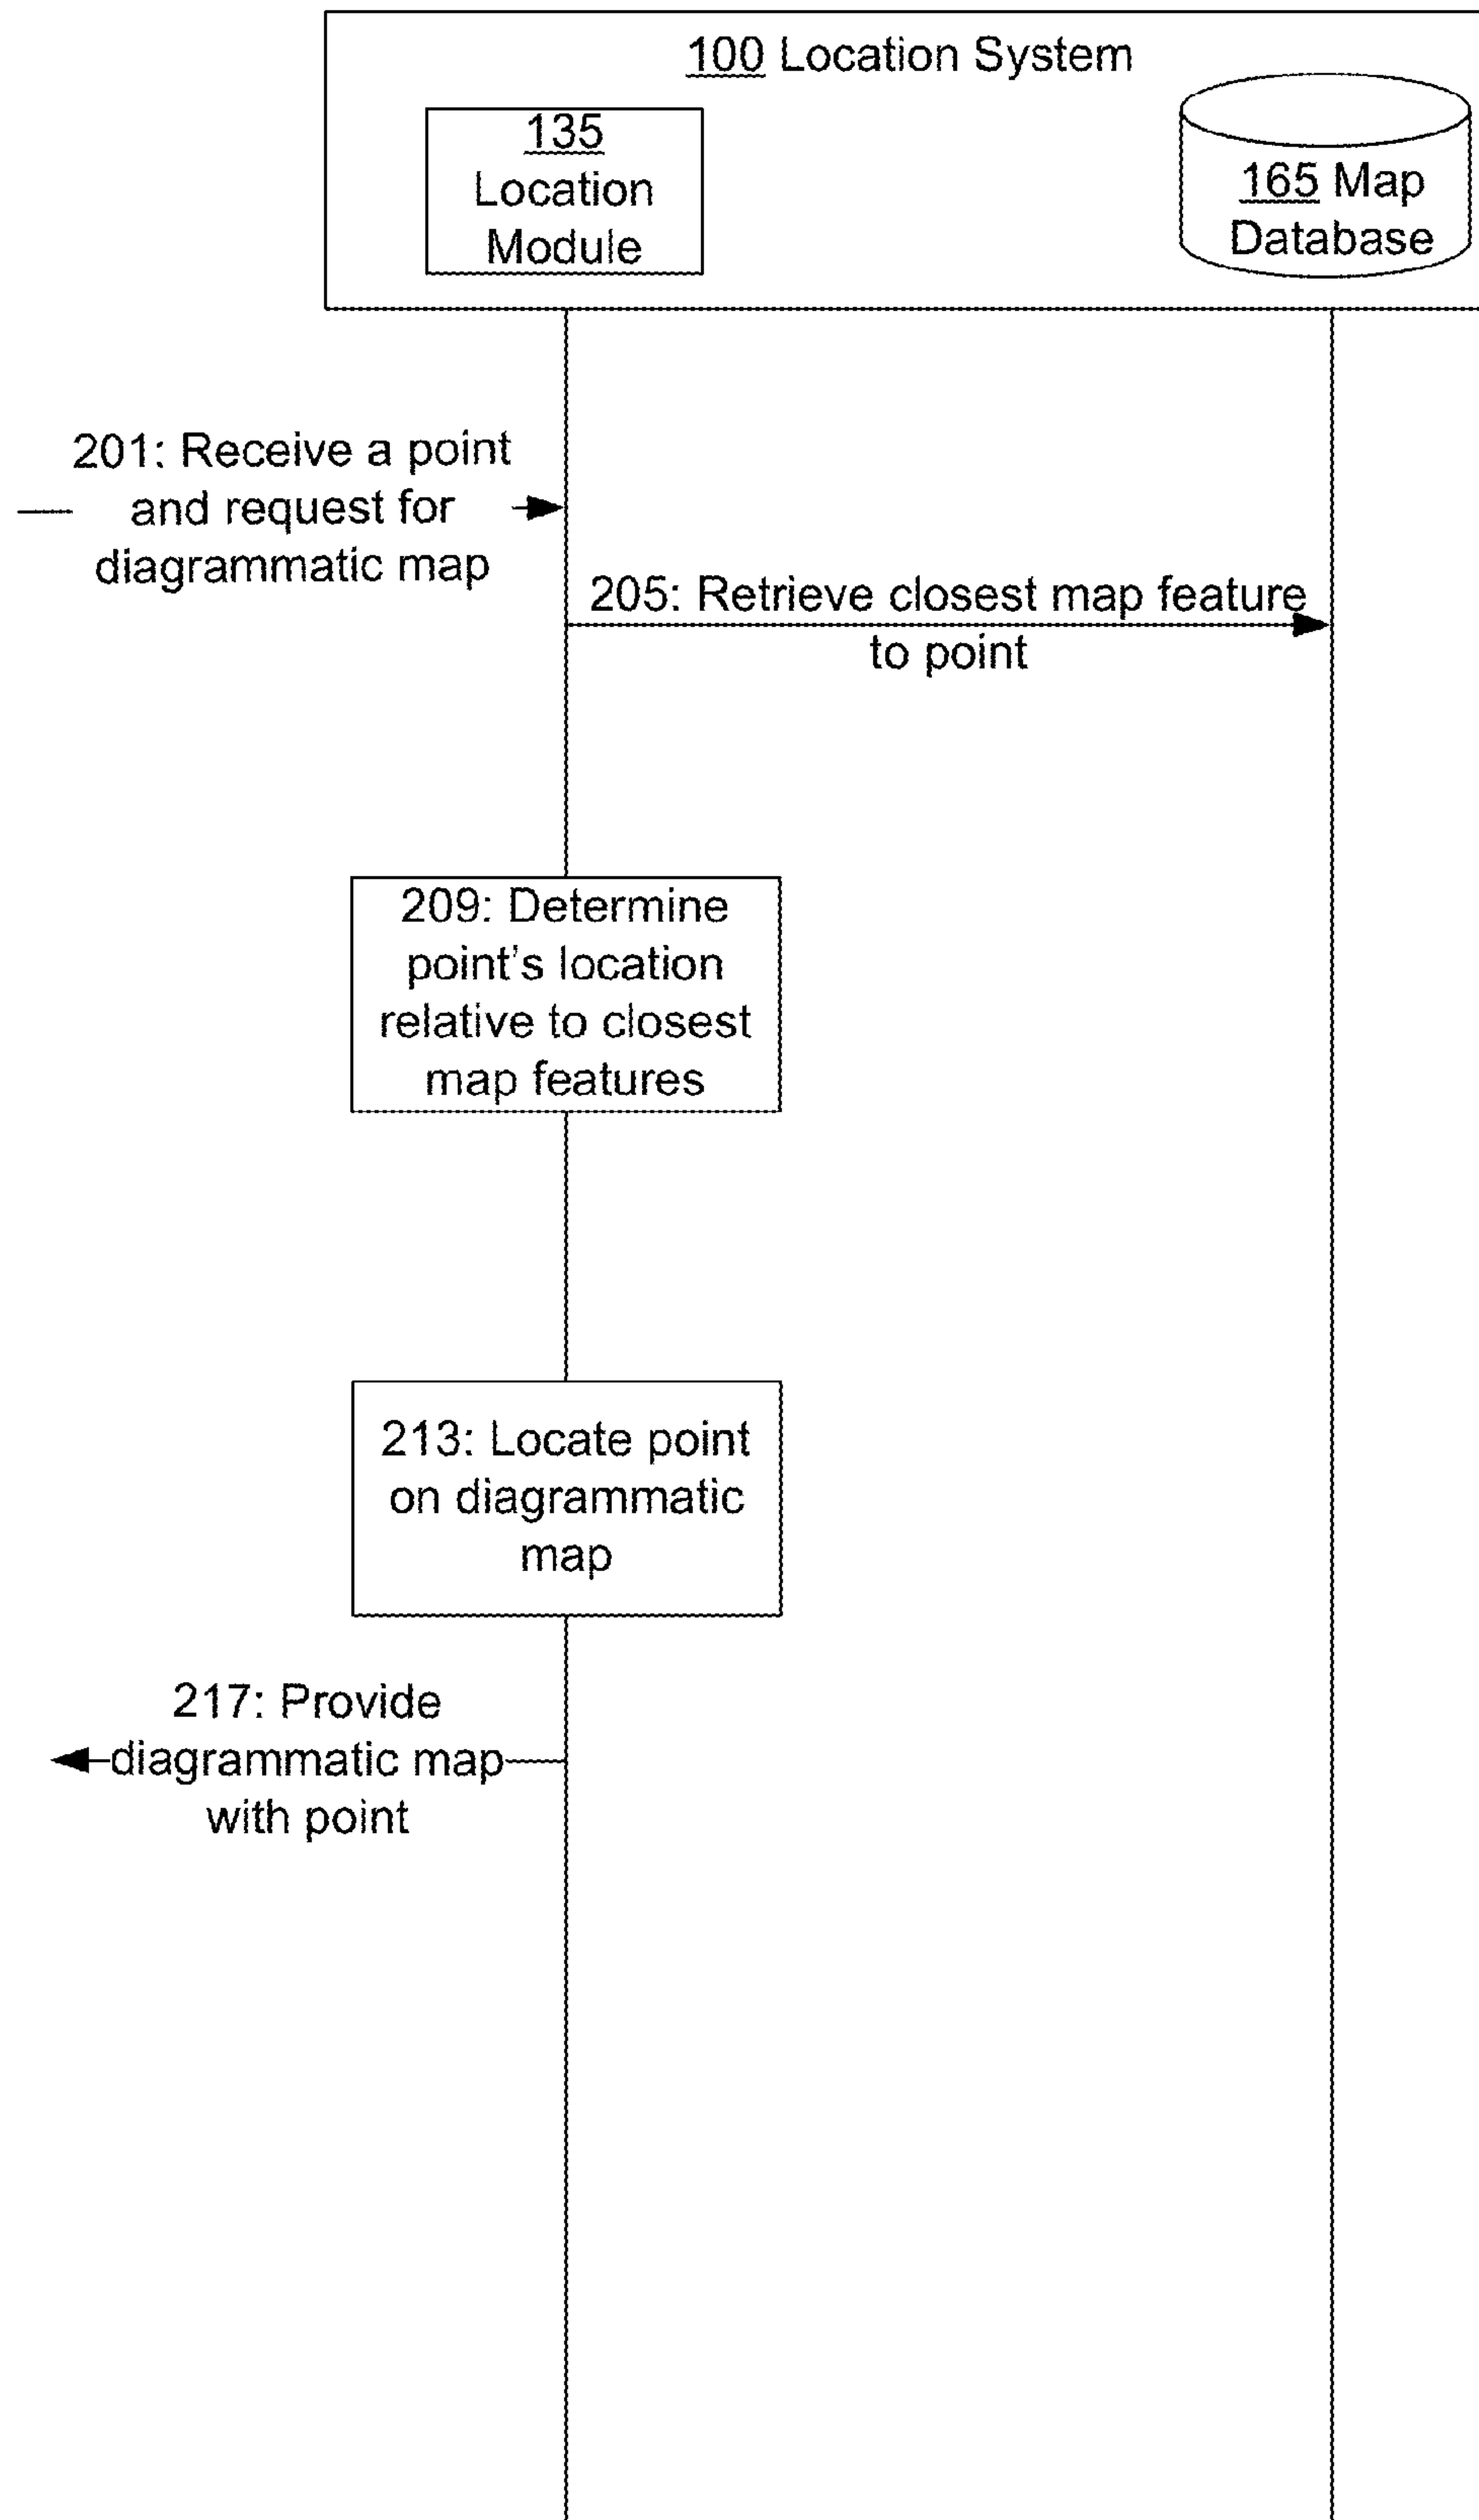 100 Location System
135
Location
Module
165 Map
Database
201: Receive a point
and request for
diagrammatic map
205: Retrieve closest map feature
to point
209: Determine
point's location
relative to closest
map features
213: Locate point
on diagrammatic
map
217: Provide
diagrammatic map
with point